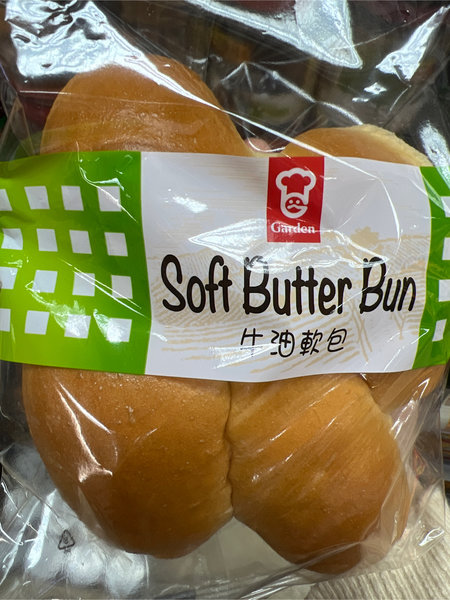 Garden
Soft Butter Bun
牛油軟包